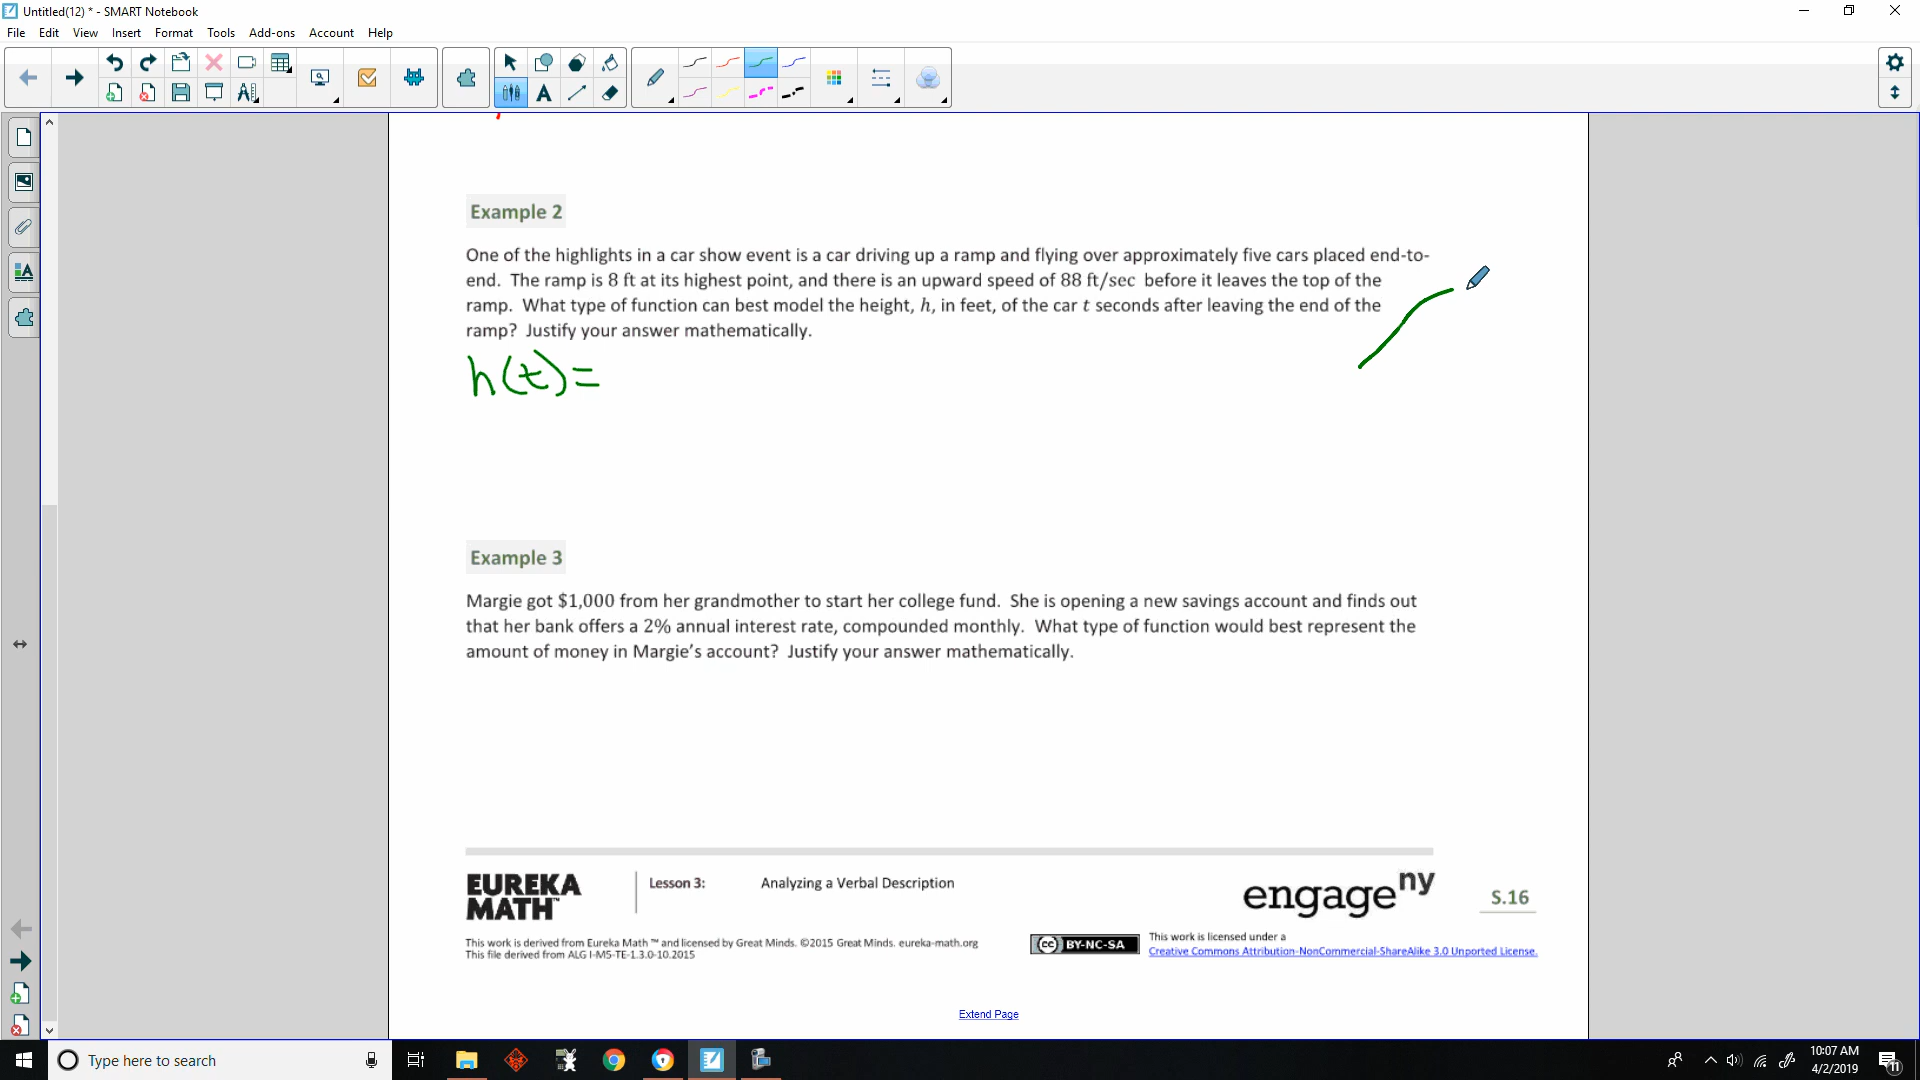 Untitled(12) * - SMART Notebook
File Edit View Insert Format Tools Add-ons Account Help
Example 2
One of the highlights in a car show event is a car driving up a ramp and flying over approximately five cars placed end-to-
end. The ramp is 8 ft at its highest point, and there is an upward speed of 88 ft/sec before it leaves the top of the
ramp. What type of function can best model the height, h, in feet, of the car t seconds after leaving the end of the
ramp? Justify your answer mathematically.
h(t)=
Example 3
Margie got $1,000 from her grandmother to start her college fund. She is opening a new savings account and finds out
that her bank offers a 2% annual interest rate, compounded monthly. What type of function would best represent the
amount of money in Margie's account? Justify your answer mathematically.
EUREKA
MATH™
Lesson 3: Analyzing a Verbal Description
engage ny
S.16
This work is derived from Eureka Math ™ and licensed by Great Minds. ©2015 Great Minds. eureka-math.org
This file derived from ALG I-M5-TE-1.3.0-10.2015
cc BY-NC-SA
This work is licensed under a
Creative Commons Attribution-NonCommercial-ShareAlike 3.0 Unported License.
Extend Page
Type here to search
10:07 AM
4/2/2019
11